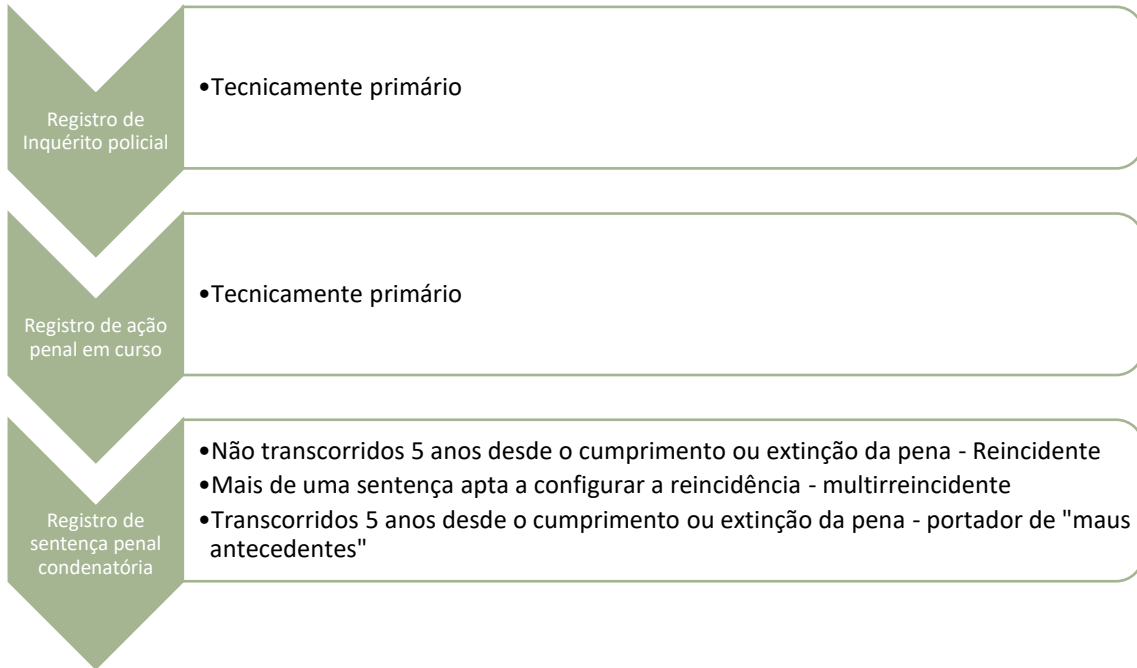 Registro de
Inquérito policial
•Tecnicamente primário
Registro de ação
penal em curso
•Tecnicamente primário
Registro de
sentença penal
condenatória
•Não transcorridos 5 anos desde o cumprimento ou extinção da pena - Reincidente
•Mais de uma sentença apta a configurar a reincidência - multirreincidente
•Transcorridos 5 anos desde o cumprimento ou extinção da pena - portador de "maus
antecedentes"